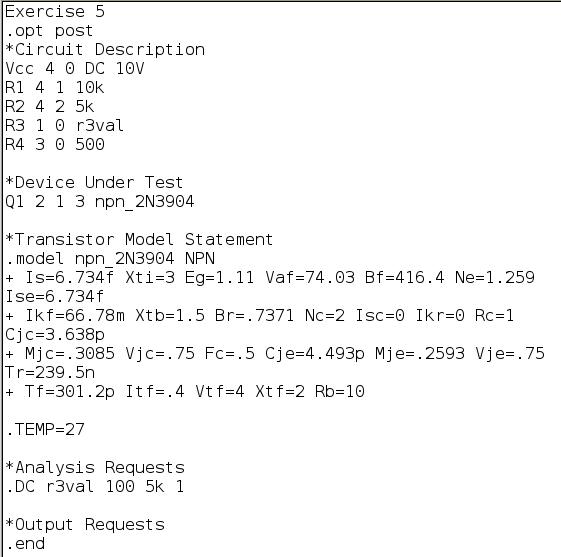 Exercise 5
.opt post
*Circuit Description
Vcc 4 0 DC 10V
R1 4 1 10k
R2 4 2 5k
R3 1 0 r3val
R4 3 0 500
*Device Under Test
Q1 2 1 3 npn_2N3904
*Transistor Model Statement
.model npn_2N3904 NPN
+ Is=6.734f Xti=3 Eg=1.11 Vaf=74.03 Bf=416.4 Ne=1.259
Ise=6.734f
+ Ikf=66.78m Xtb=1.5 Br=.7371 Nc=2 Isc=0 Ikr=0 Rc=1
Cjc=3.638p
+ Mjc=.3085 Vjc=.75 Fc=.5 Cje=4.493p Mje=.2593 Vje=.75
Tr=239.5n
+ Tf=301.2p Itf=.4 Vtf=4 Xtf=2 Rb=10
.TEMP=27
*Analysis Requests
.DC r3val 100 5k 1
*Output Requests
.end